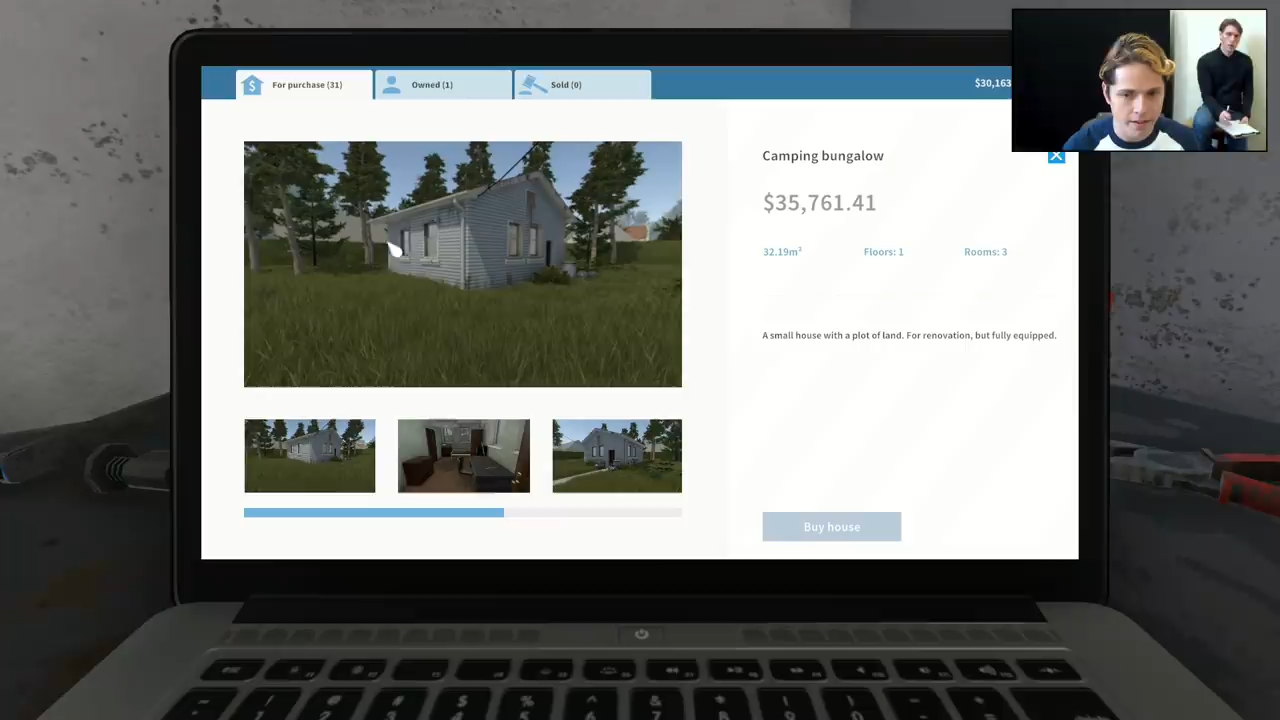 For purchase (31)
Owned (1)
Sold (0)
$30,163
Camping bungalow
$35,761.41
32.19m²
Floors: 1
Rooms: 3
A small house with a plot of land. For renovation, but fully equipped.
Buy house